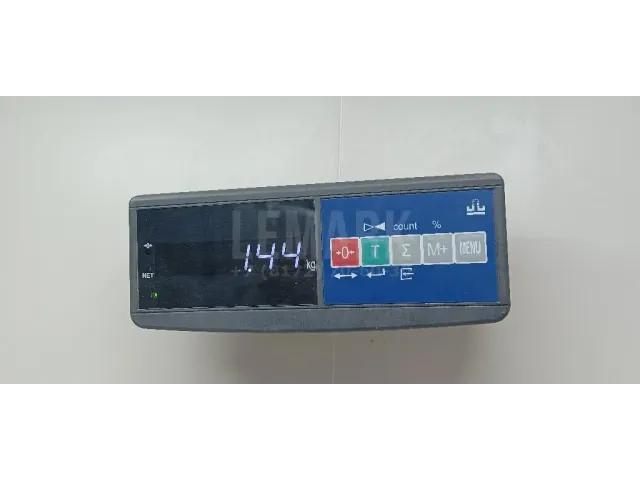 LEMARK
count %
1.44 kg
→0← T Σ M+ MENU
NET